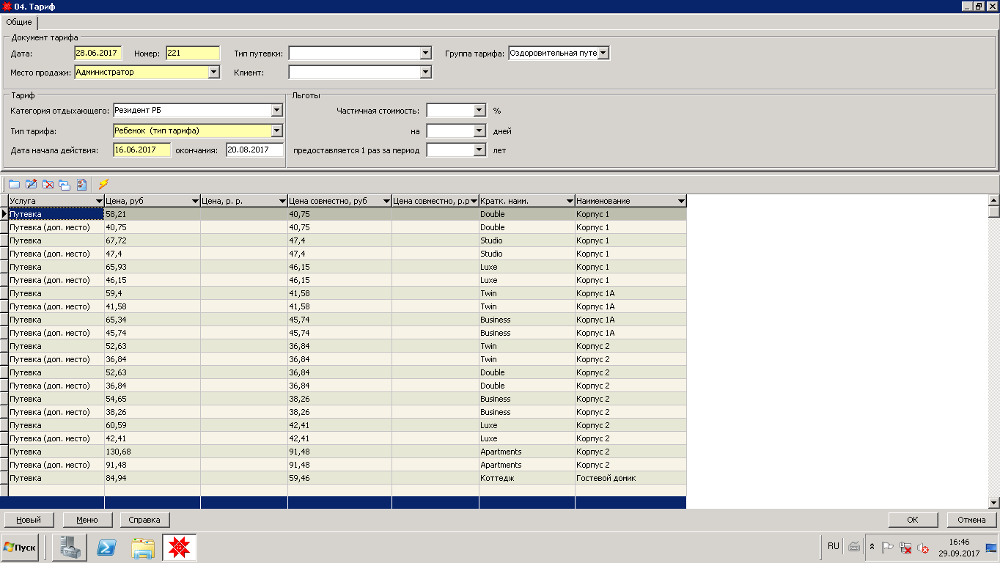 04. Тариф
Общие
Документ тарифа
Дата: 28.06.2017 Номер: 221 Тип путевки: Группа тарифа: Оздоровительная путе
Место продажи: Администратор Клиент:
Тариф Льготы
Категория отдыхающего: Резидент РБ Частичная стоимость: %
Тип тарифа: Ребенок (тип тарифа) на дней
Дата начала действия: 16.06.2017 окончания: 20.08.2017 предоставляется 1 раз за период лет
Услуга Цена, руб Цена, р. р. Цена совместно, руб Цена совместно, р.р Кратк. наим. Наименование
Путевка 58,21 40,75 Double Корпус 1
Путевка (доп. место) 40,75 40,75 Double Корпус 1
Путевка 67,72 47,4 Studio Корпус 1
Путевка (доп. место) 47,4 47,4 Studio Корпус 1
Путевка 65,93 46,15 Luxe Корпус 1
Путевка (доп. место) 46,15 46,15 Luxe Корпус 1
Путевка 59,4 41,58 Twin Корпус 1А
Путевка (доп. место) 41,58 41,58 Twin Корпус 1А
Путевка 65,34 45,74 Business Корпус 1А
Путевка (доп. место) 45,74 45,74 Business Корпус 1А
Путевка 52,63 36,84 Twin Корпус 2
Путевка (доп. место) 36,84 36,84 Twin Корпус 2
Путевка 52,63 36,84 Double Корпус 2
Путевка (доп. место) 36,84 36,84 Double Корпус 2
Путевка 54,65 38,26 Business Корпус 2
Путевка (доп. место) 38,26 38,26 Business Корпус 2
Путевка 60,59 42,41 Luxe Корпус 2
Путевка (доп. место) 42,41 42,41 Luxe Корпус 2
Путевка 130,68 91,48 Apartments Корпус 2
Путевка (доп. место) 91,48 91,48 Apartments Корпус 2
Путевка 84,94 59,46 Коттедж Гостевой домик
Новый Меню Справка ОК Отмена
Пуск RU 16:46
29.09.2017